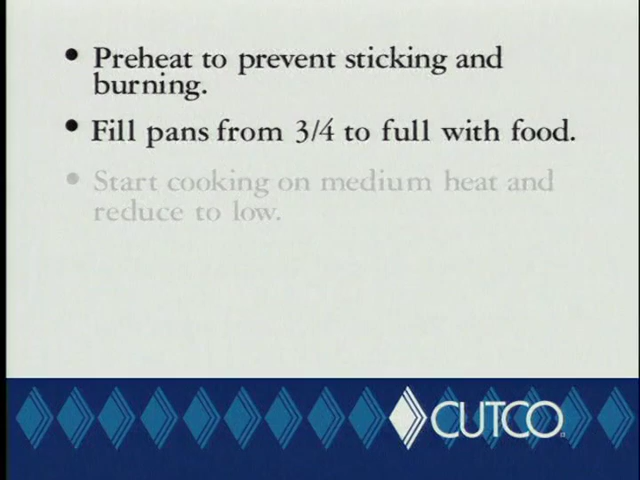 • Preheat to prevent sticking and
burning.
• Fill pans from 3/4 to full with food.
• Start cooking on medium heat and
reduce to low.
CUTCO